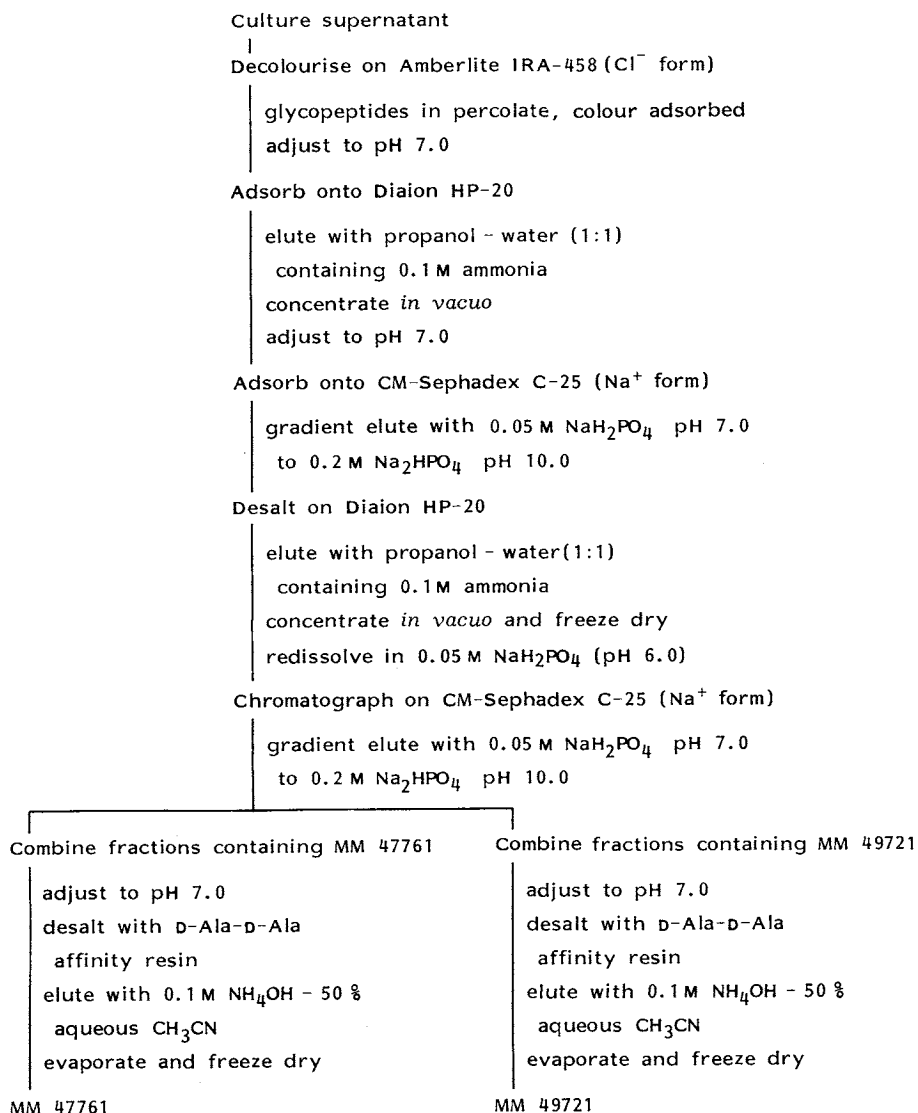 Culture supernatant
Decolourise on Amberlite IRA-458 (Cl⁻ form)
glycopeptides in percolate, colour adsorbed
adjust to pH 7.0
Adsorb onto Diaion HP-20
elute with propanol - water (1:1)
containing 0.1 M ammonia
concentrate in vacuo
adjust to pH 7.0
Adsorb onto CM-Sephadex C-25 (Na⁺ form)
gradient elute with 0.05 M NaH₂PO₄ pH 7.0
to 0.2 M Na₂HPO₄ pH 10.0
Desalt on Diaion HP-20
elute with propanol - water(1:1)
containing 0.1 M ammonia
concentrate in vacuo and freeze dry
redissolve in 0.05 M NaH₂PO₄ (pH 6.0)
Chromatograph on CM-Sephadex C-25 (Na⁺ form)
gradient elute with 0.05 M NaH₂PO₄ pH 7.0
to 0.2 M Na₂HPO₄ pH 10.0
Combine fractions containing MM 47761
adjust to pH 7.0
desalt with D-Ala-D-Ala
affinity resin
elute with 0.1 M NH₄OH - 50 %
aqueous CH₃CN
evaporate and freeze dry
MM 47761
Combine fractions containing MM 49721
adjust to pH 7.0
desalt with D-Ala-D-Ala
affinity resin
elute with 0.1 M NH₄OH - 50 %
aqueous CH₃CN
evaporate and freeze dry
MM 49721